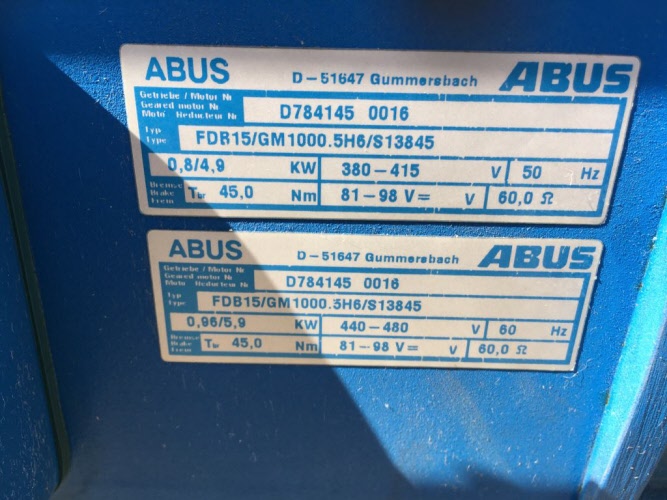 ABUS D-51647 Gummersbach ABUS
Getriebe / Motor Nr
Geared motor Nr
Moto Reducteur Nr
D784145 0016
Typ
Type
FDB15/GM1000.5H6/S13845
0,8/4,9 KW 380-415 V 50 Hz
Bremse
Brake
Frein
Tbr 45,0 Nm 81-98 V= V 60,0 Ω
ABUS D-51647 Gummersbach ABUS
Getriebe / Motor Nr
Geared motor Nr
Moto Reducteur Nr
D784145 0016
Typ
Type
FDB15/GM1000.5H6/S13845
0,96/5,9 KW 440-480 V 60 Hz
Bremse
Brake
Frein
Tbr 45,0 Nm 81-98 V= V 60,0 Ω